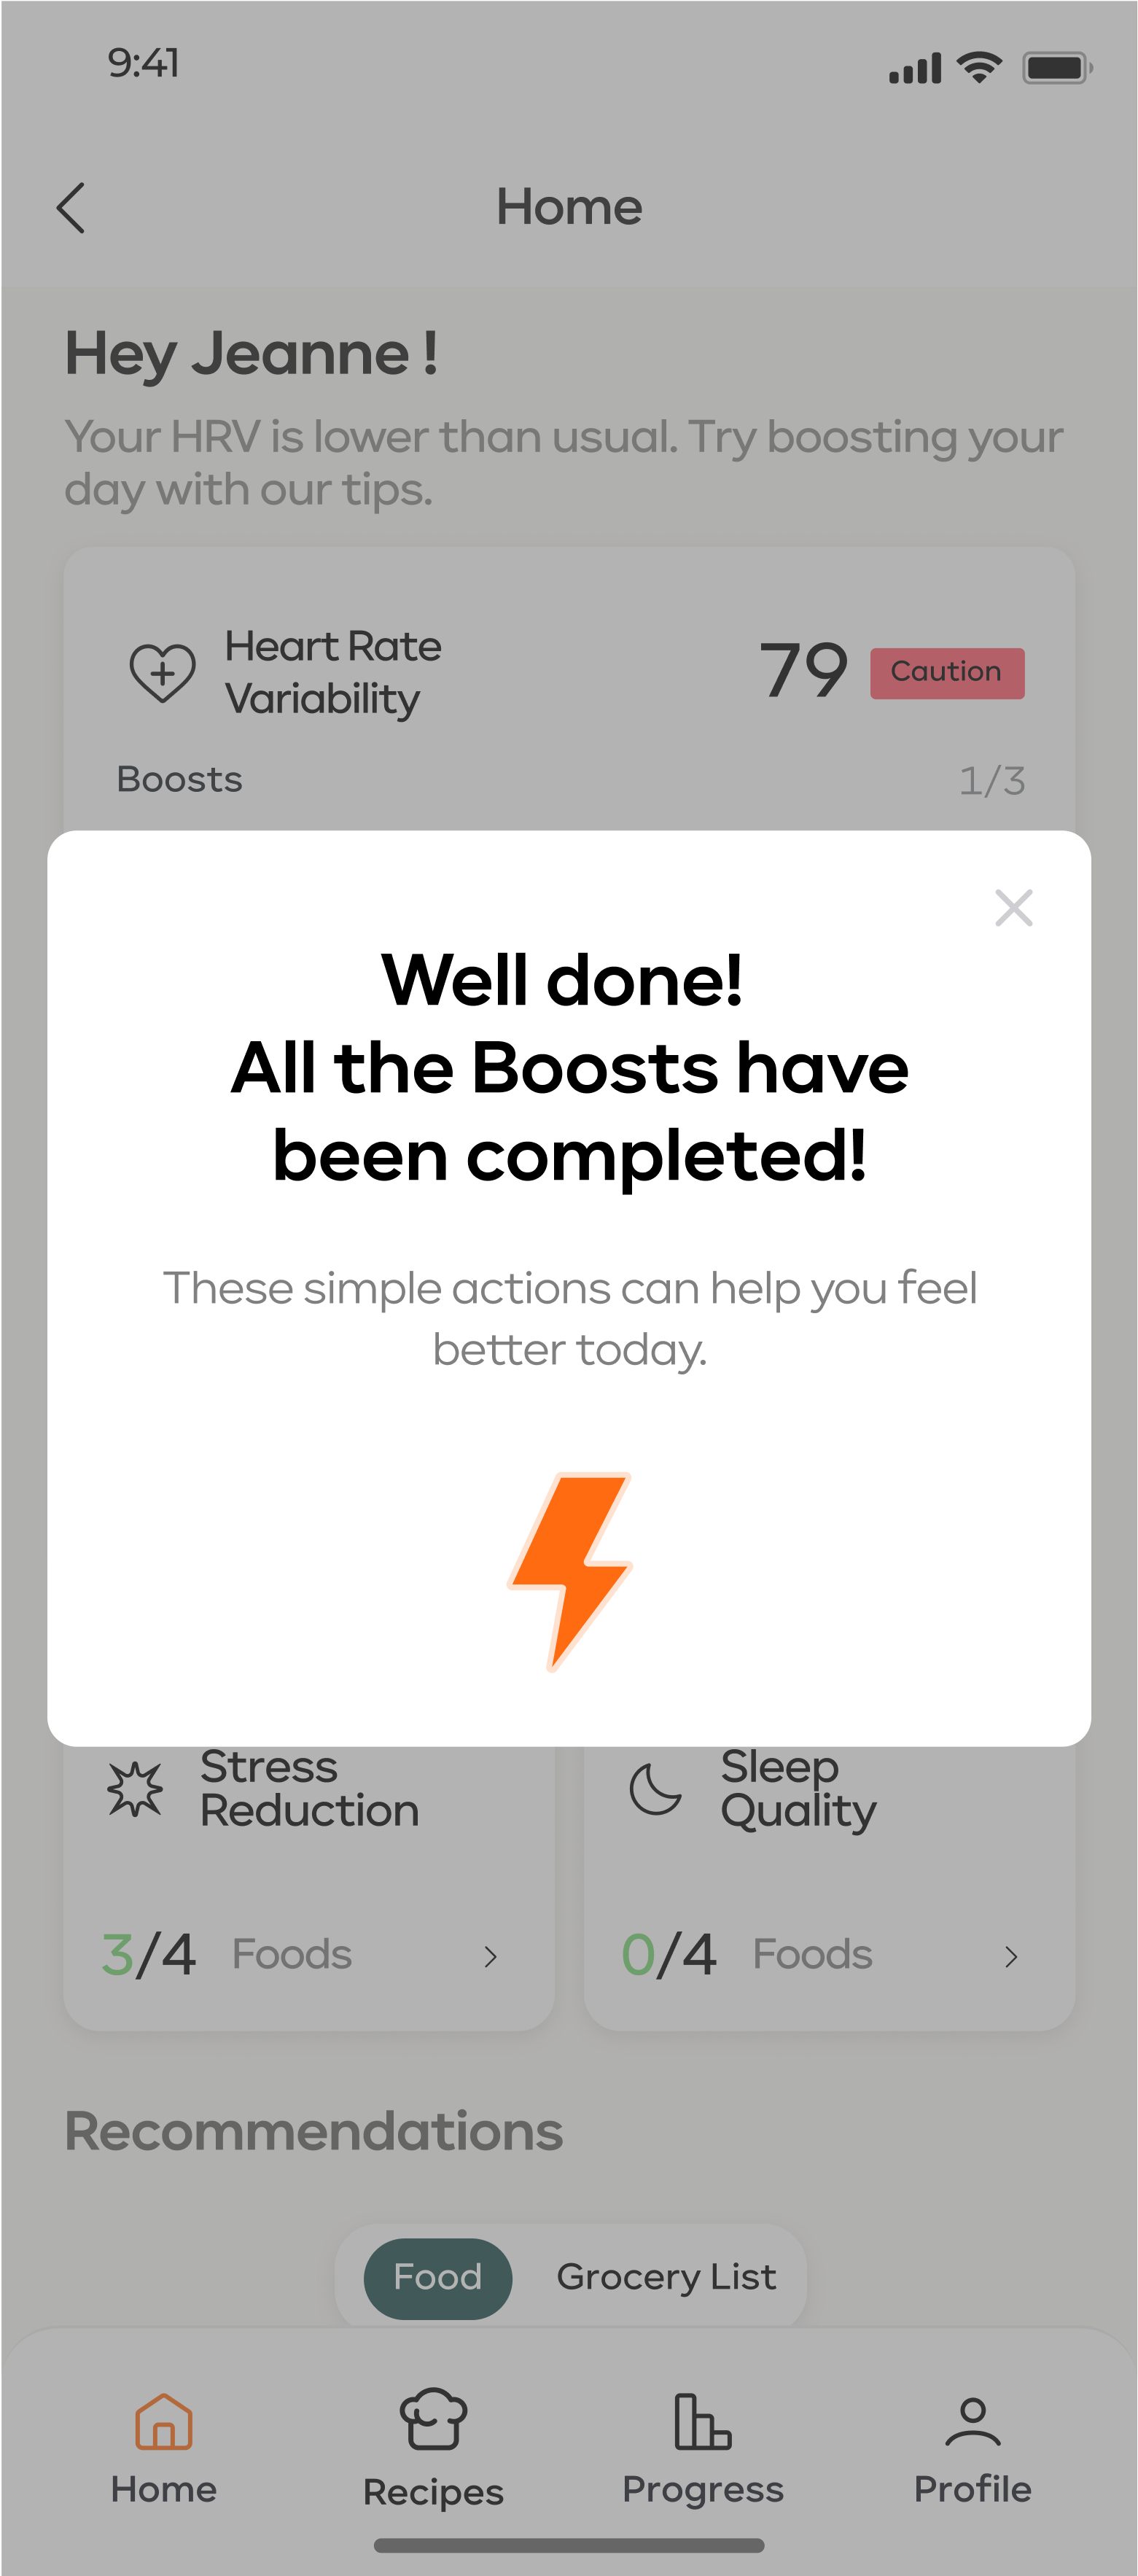 9:41
Home
Hey Jeanne !
Your HRV is lower than usual. Try boosting your
day with our tips.
Heart Rate
Variability
79
Caution
Boosts
1/3
Well done!
All the Boosts have
been completed!
These simple actions can help you feel
better today.
Stress
Reduction
3/4 Foods
Sleep
Quality
0/4 Foods
Recommendations
Food
Grocery List
Home
Recipes
Progress
Profile